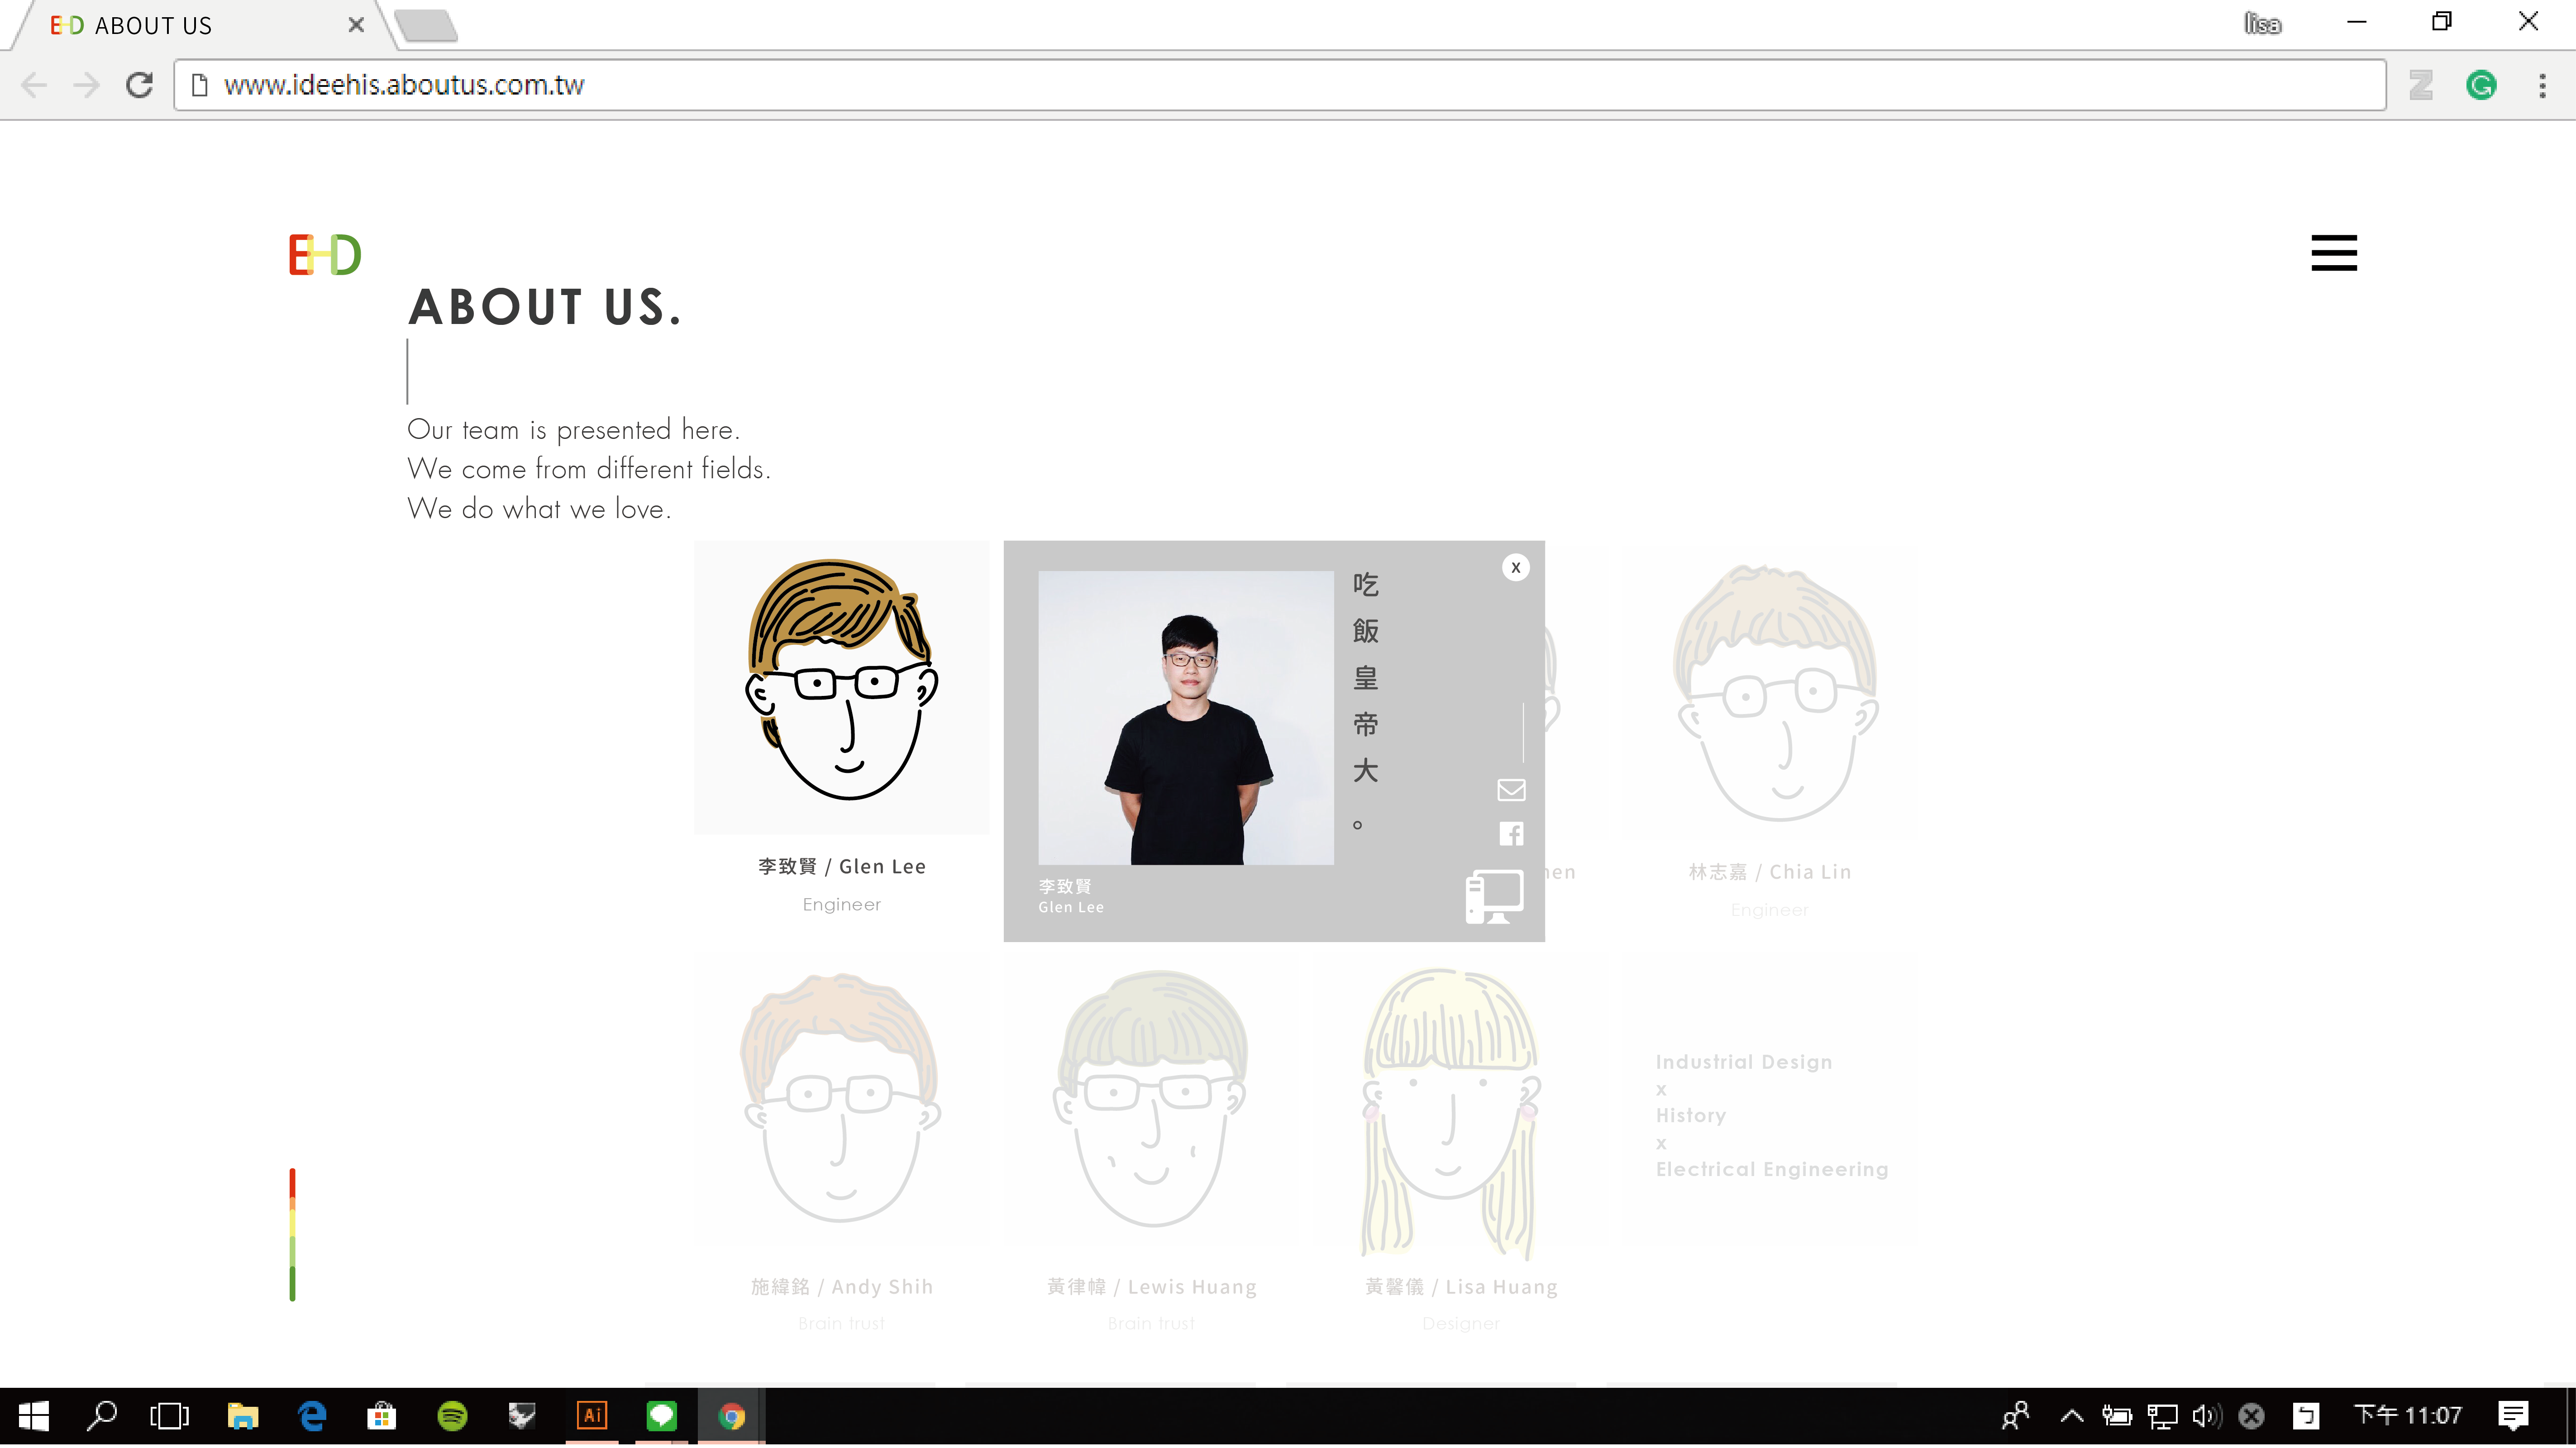 EHD ABOUT US
lisa
www.ideehis.aboutus.com.tw
EHD
ABOUT US.
Our team is presented here.
We come from different fields.
We do what we love.
吃飯皇帝大。
X
李致賢 / Glen Lee
Engineer
李致賢
Glen Lee
hen
林志嘉 / Chia Lin
Engineer
Industrial Design
x
History
x
Electrical Engineering
施緯銘 / Andy Shih
Brain trust
黃律幃 / Lewis Huang
Brain trust
黃馨儀 / Lisa Huang
Designer
Ai
ㄅ
下午 11:07